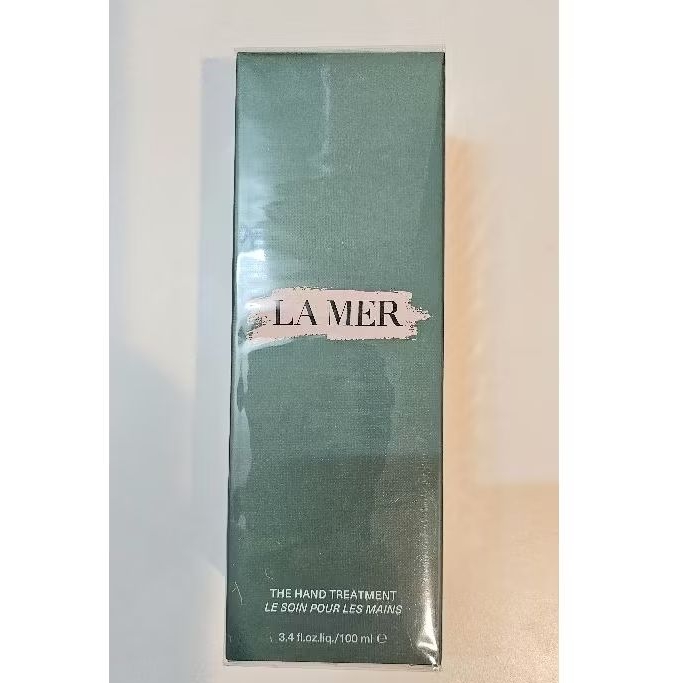 LA MER
THE HAND TREATMENT
LE SOIN POUR LES MAINS
3.4 fl.oz.liq./100 ml ℮